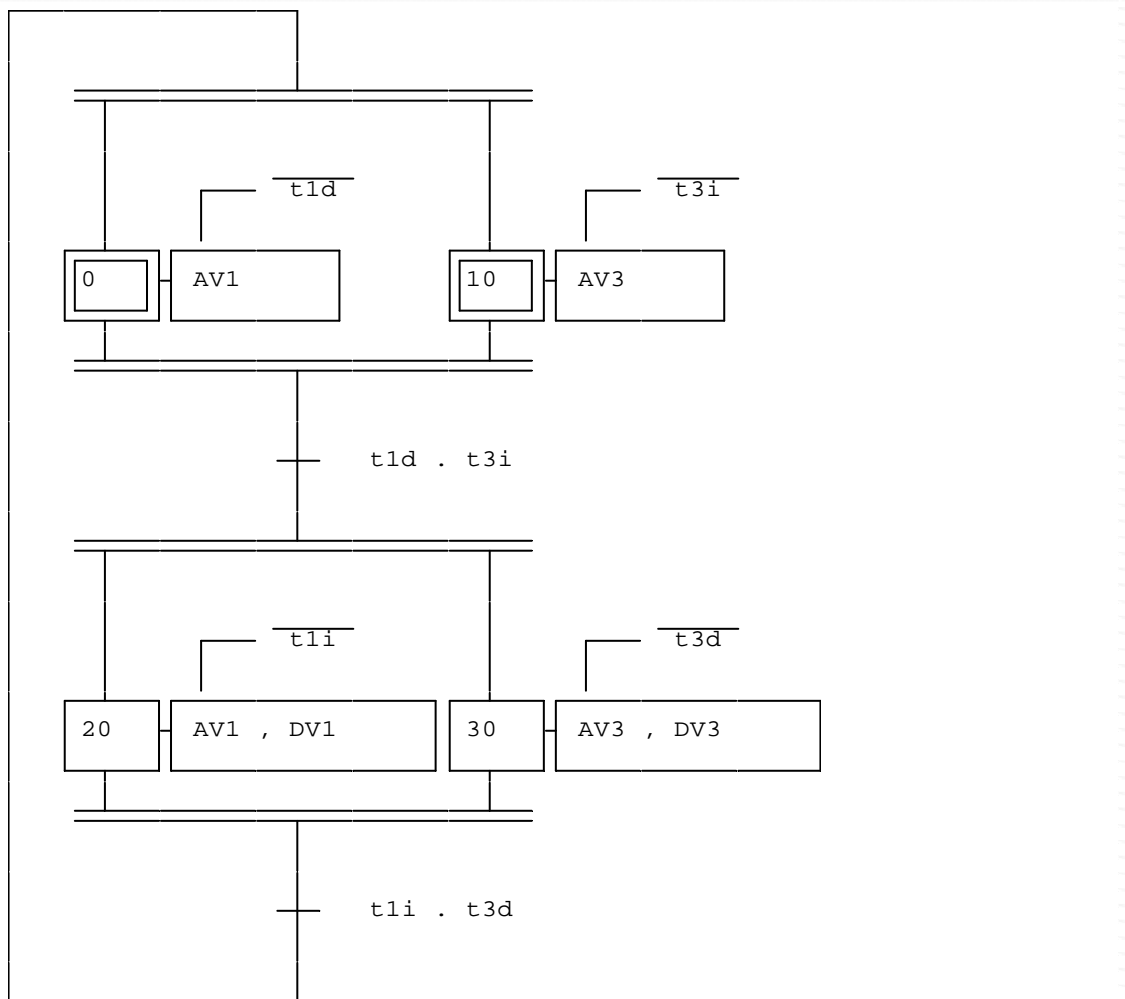 t1d t3i
0 AV1 10 AV3
t1d . t3i
t1i t3d
20 AV1 , DV1 30 AV3 , DV3
t1i . t3d